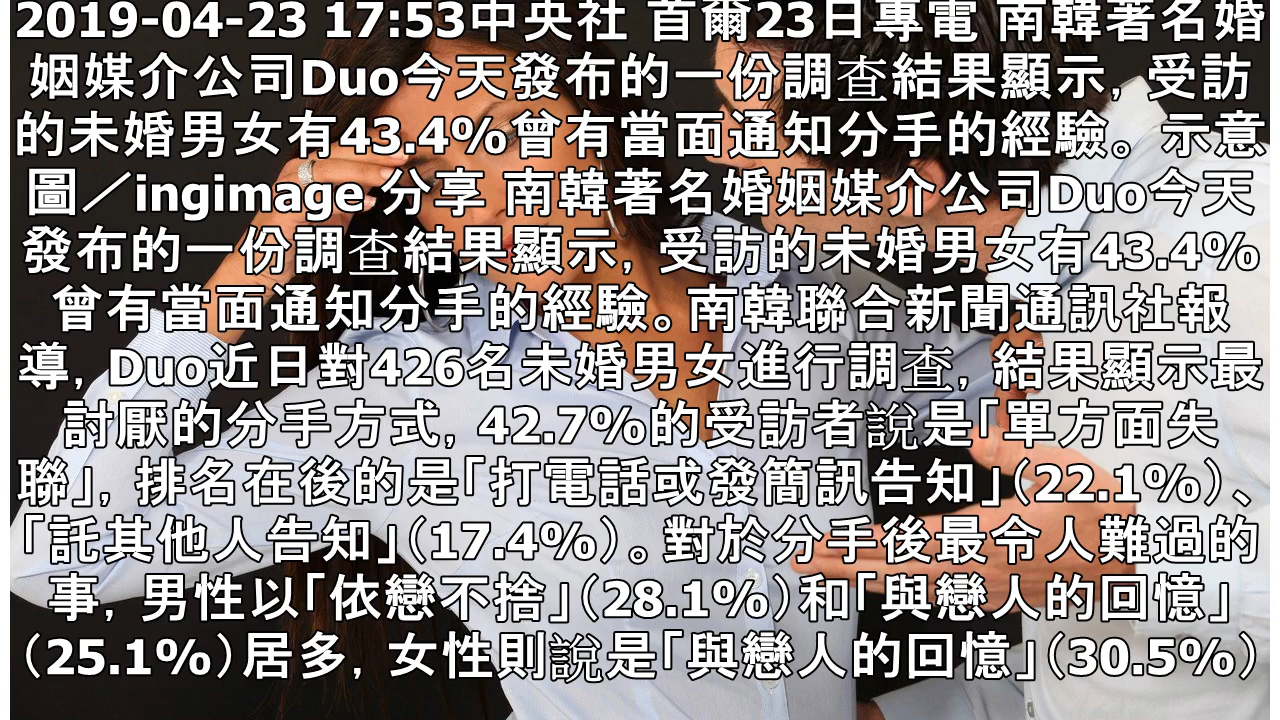 2019-04-23 17:53中央社 首爾23日專電 南韓著名婚
姻媒介公司Duo今天發布的一份調查結果顯示，受訪
的未婚男女有43.4%曾有當面通知分手的經驗。示意
圖／ingimage 分享 南韓著名婚姻媒介公司Duo今天
發布的一份調查結果顯示，受訪的未婚男女有43.4%
曾有當面通知分手的經驗。南韓聯合新聞通訊社報
導，Duo近日對426名未婚男女進行調查，結果顯示最
討厭的分手方式，42.7%的受訪者說是「單方面失
聯」，排名在後的是「打電話或發簡訊告知」（22.1%）、
「託其他人告知」（17.4%）。對於分手後最令人難過的
事，男性以「依戀不捨」（28.1%）和「與戀人的回憶」
（25.1%）居多，女性則說是「與戀人的回憶」（30.5%）